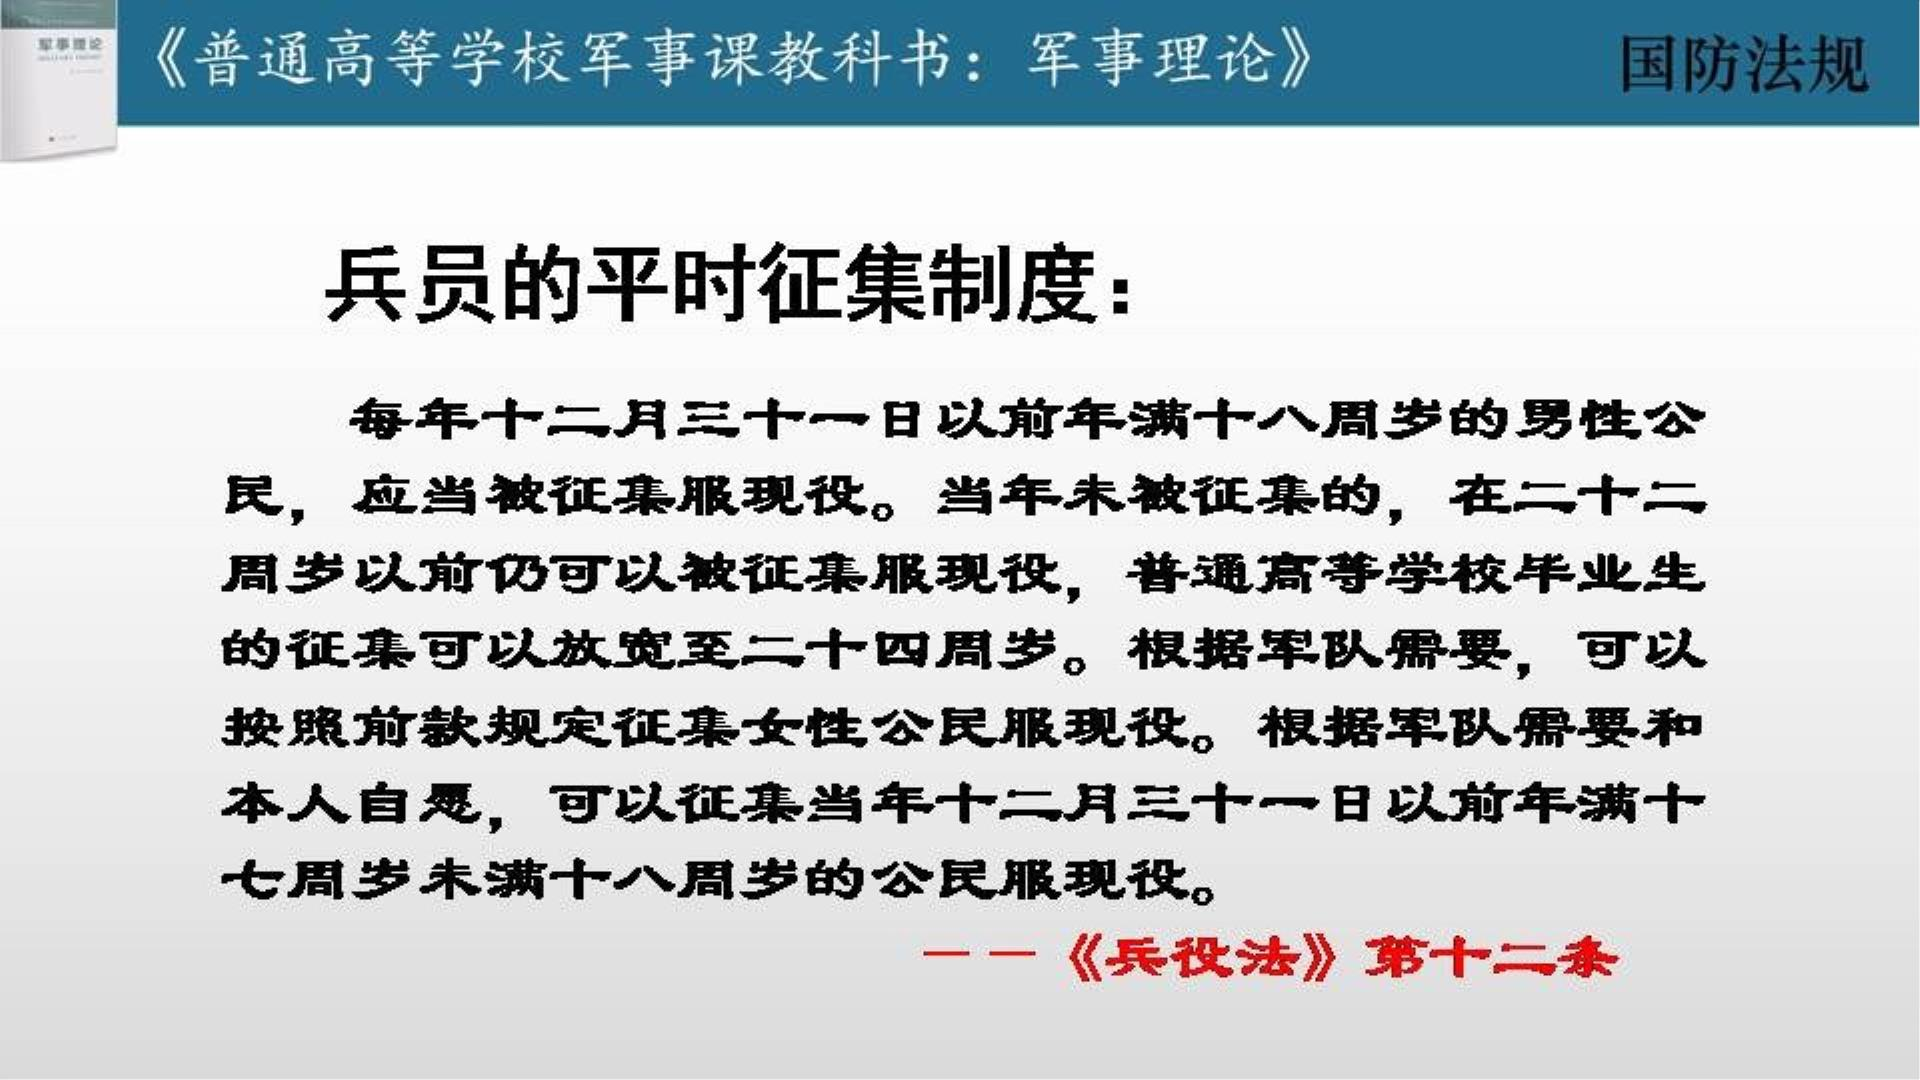 军事理论
《普通高等学校军事课教科书：军事理论》
国防法规
兵员的平时征集制度：
每年十二月三十一日以前年满十八周岁的男性公
民，应当被征集服现役。当年未被征集的，在二十二
周岁以前仍可以被征集服现役，普通高等学校毕业生
的征集可以放宽至二十四周岁。根据军队需要，可以
按照前款规定征集女性公民服现役。根据军队需要和
本人自愿，可以征集当年十二月三十一日以前年满十
七周岁未满十八周岁的公民服现役。
——《兵役法》第十二条